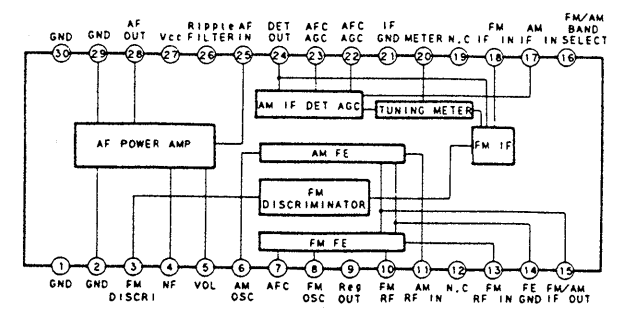 AF Ripple AF DET AFC AFC IF FM AM FM/AM
GND GND OUT Vcc FILTER IN OUT AGC AGC GND METER N,C IF IN IF IN BAND SELECT
30 29 28 27 26 25 24 23 22 21 20 19 18 17 16
AM IF DET AGC
TUNING METER
AF POWER AMP
FM IF
AM FE
FM
DISCRIMINATOR
FM FE
1 2 3 4 5 6 7 8 9 10 11 12 13 14 15
GND GND FM NF VOL AM AFC FM Reg FM AM N,C FM FE FM/AM
DISCRI OSC OSC OUT RF RF IN RF IN GND IF OUT